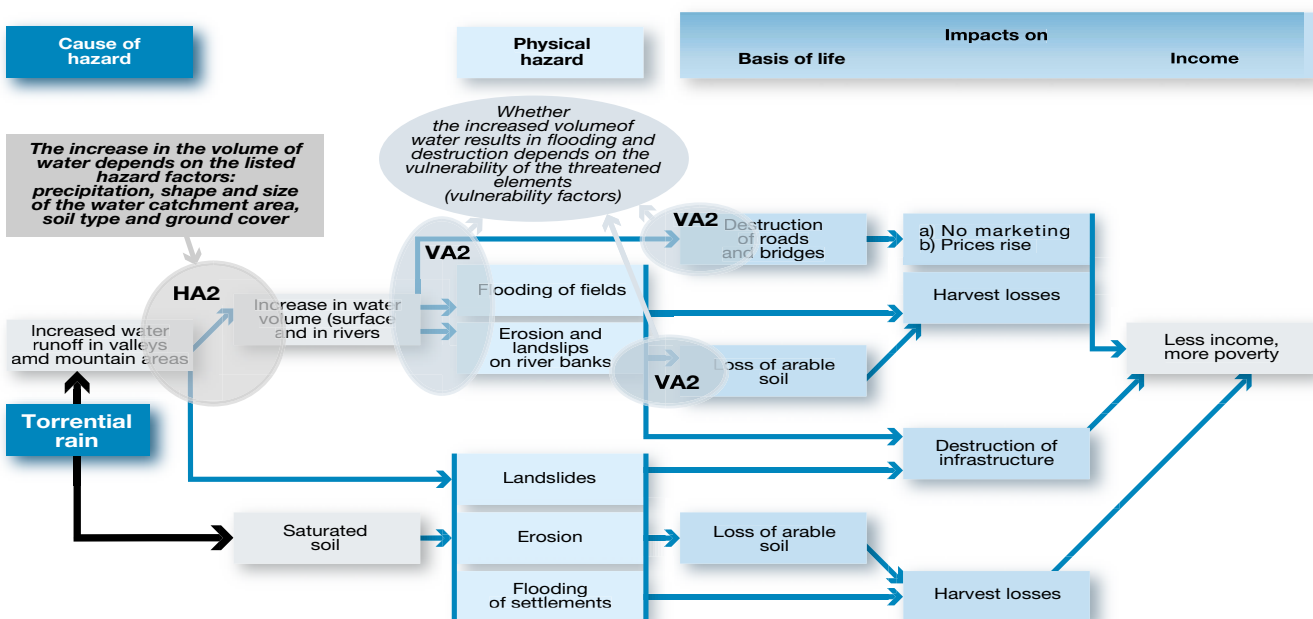 Cause of
hazard
Physical
hazard
Impacts on
Basis of life
Income
The increase in the volume of
water depends on the listed
hazard factors:
precipitation, shape and size
of the water catchment area,
soil type and ground cover
Whether
the increased volumeof
water results in flooding and
destruction depends on the
vulnerability of the threatened
elements
(vulnerability factors)
HA2
VA2
VA2
VA2
Increased water
runoff in valleys
amd mountain areas
Increase in water
volume (surface
and in rivers
Flooding of fields
Erosion and
landslips
on river banks
Destruction
of roads
and bridges
a) No marketing
b) Prices rise
Harvest losses
Loss of arable
soil
Less income,
more poverty
Torrential
rain
Destruction of
infrastructure
Landslides
Saturated
soil
Erosion
Loss of arable
soil
Flooding
of settlements
Harvest losses